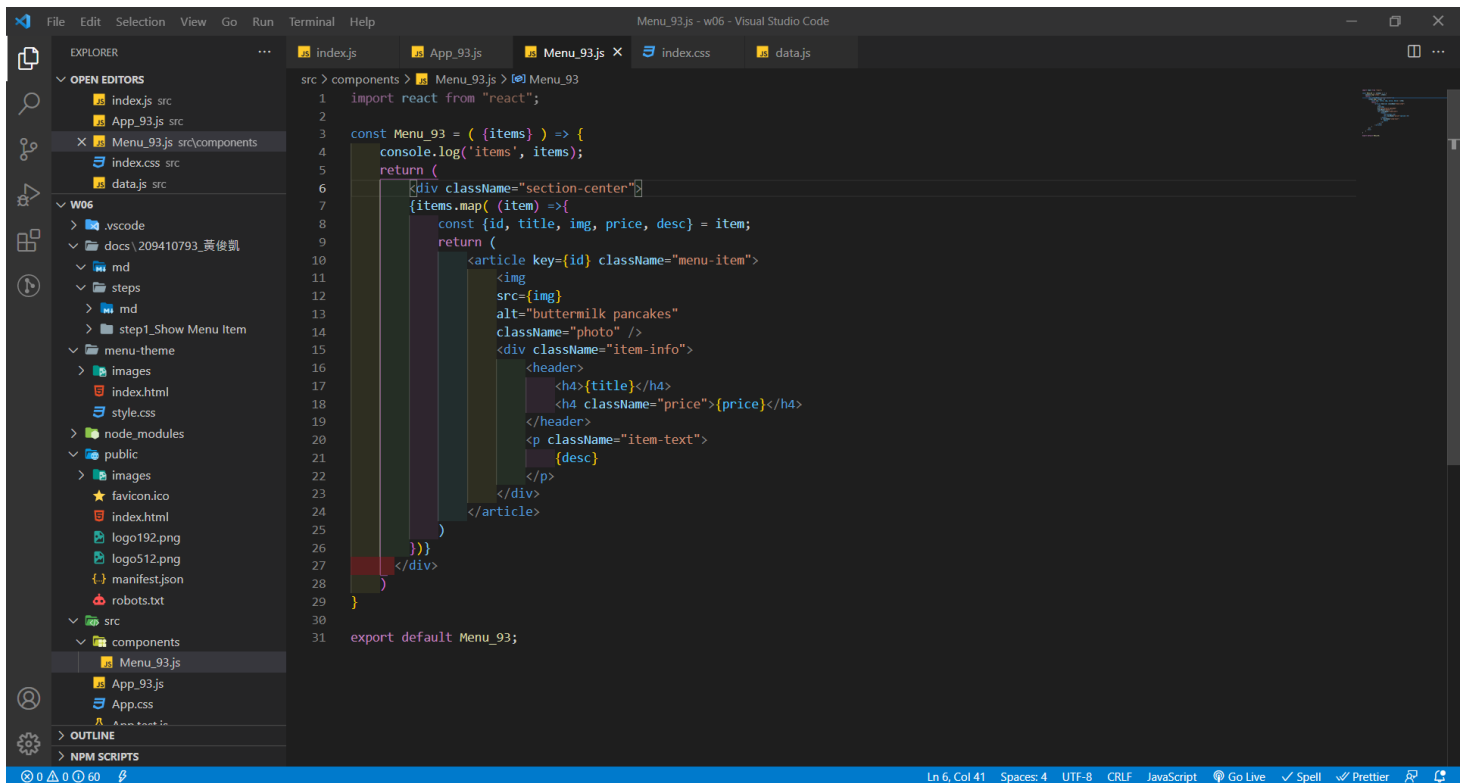 File Edit Selection View Go Run Terminal Help
Menu_93.js - w06 - Visual Studio Code
EXPLORER
OPEN EDITORS
index.js src
App_93.js src
Menu_93.js src\components
index.css src
data.js src
W06
.vscode
docs\209410793_黃俊凱
md
steps
md
step1_Show Menu Item
menu-theme
images
index.html
style.css
node_modules
public
images
favicon.ico
index.html
logo192.png
logo512.png
manifest.json
robots.txt
src
components
Menu_93.js
App_93.js
App.css
App.test.js
OUTLINE
NPM SCRIPTS
index.js App_93.js Menu_93.js index.css data.js
src > components > Menu_93.js > Menu_93
1 import react from "react";
2
3 const Menu_93 = ( {items} ) => {
4 console.log('items', items);
5 return (
6 <div className="section-center">
7 {items.map( (item) =>{
8 const {id, title, img, price, desc} = item;
9 return (
10 <article key={id} className="menu-item">
11 <img
12 src={img}
13 alt="buttermilk pancakes"
14 className="photo" />
15 <div className="item-info">
16 <header>
17 <h4>{title}</h4>
18 <h4 className="price">{price}</h4>
19 </header>
20 <p className="item-text">
21 {desc}
22 </p>
23 </div>
24 </article>
25 )
26 })}
27 </div>
28 )
29 }
30
31 export default Menu_93;
0 0 60 Ln 6, Col 41 Spaces: 4 UTF-8 CRLF JavaScript Go Live Spell Prettier